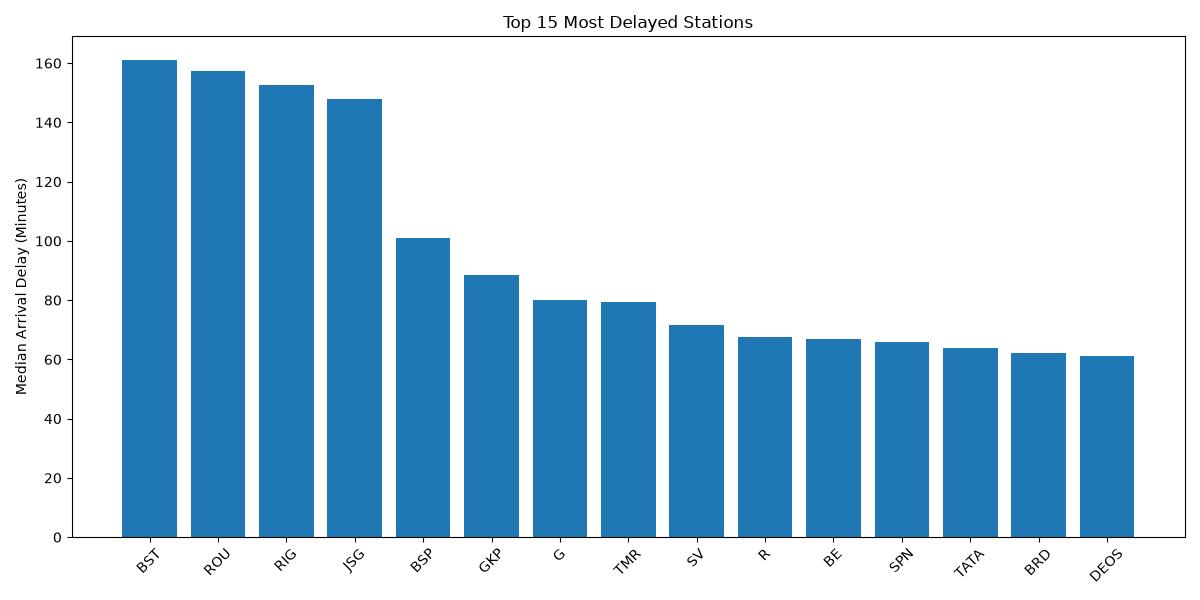 Top 15 Most Delayed Stations
Median Arrival Delay (Minutes)
160
140
120
100
80
60
40
20
0
BST
ROU
RIG
JSG
BSP
GKP
G
TMR
SV
R
BE
SPN
TATA
BRD
DEOS